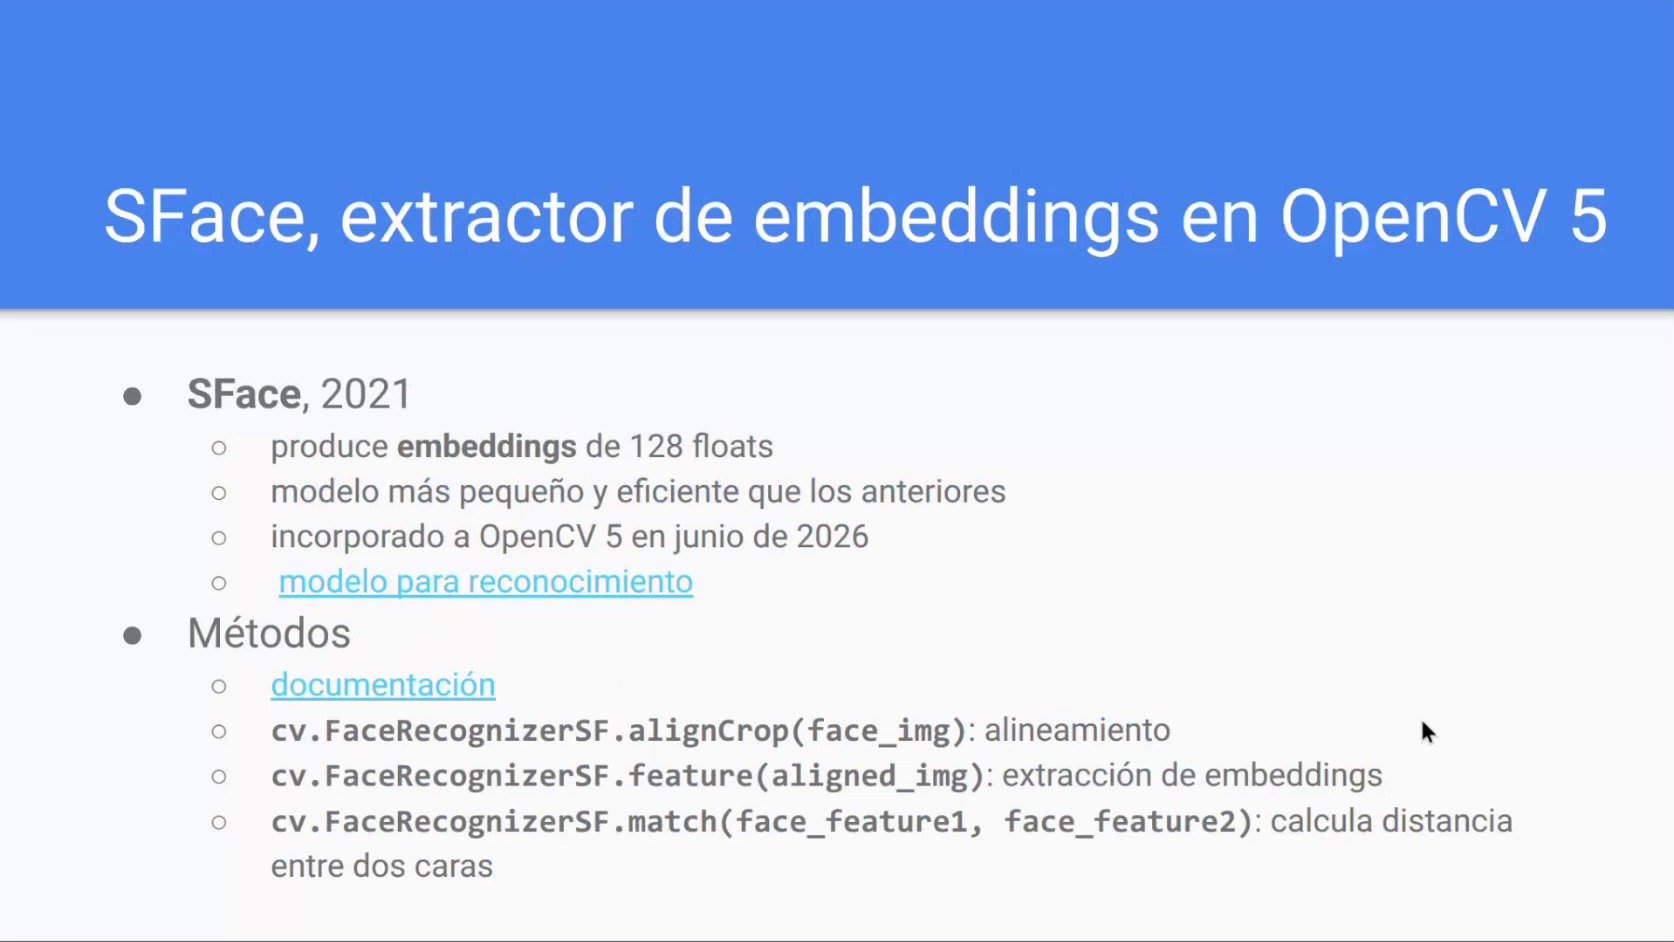 SFace, extractor de embeddings en OpenCV 5
● SFace, 2021
○ produce embeddings de 128 floats
○ modelo más pequeño y eficiente que los anteriores
○ incorporado a OpenCV 5 en junio de 2026
○ modelo para reconocimiento
● Métodos
○ documentación
○ cv.FaceRecognizerSF.alignCrop(face_img): alineamiento
○ cv.FaceRecognizerSF.feature(aligned_img): extracción de embeddings
○ cv.FaceRecognizerSF.match(face_feature1, face_feature2): calcula distancia
entre dos caras